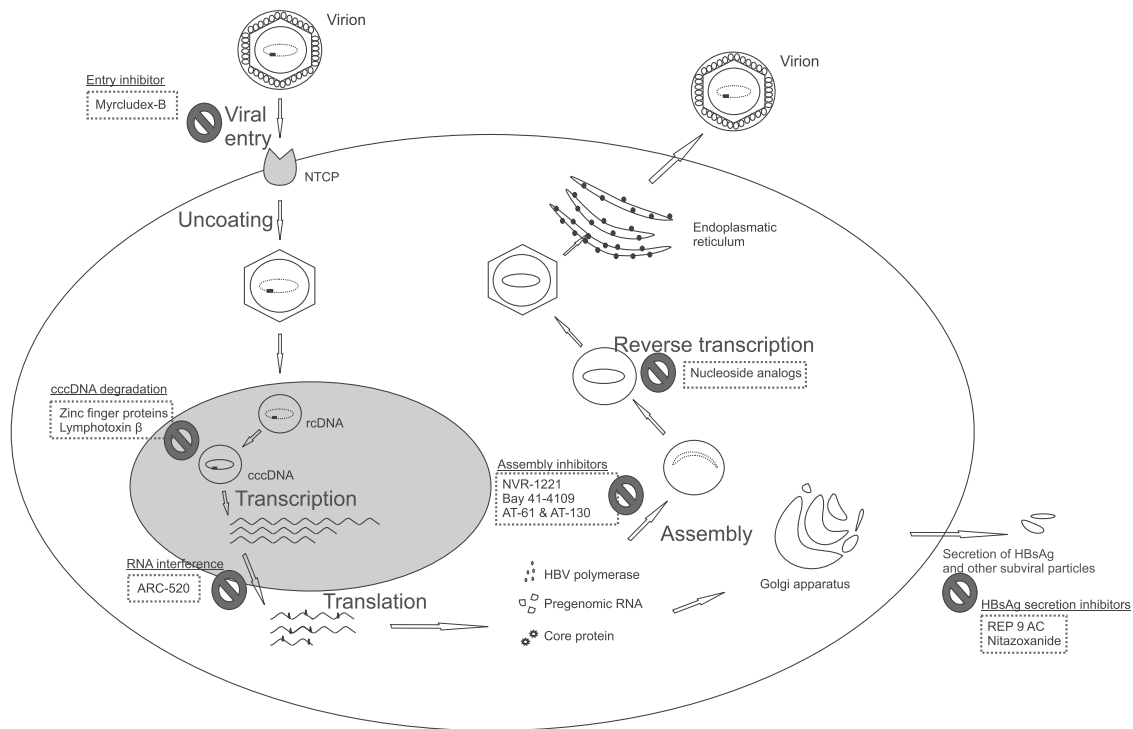 Virion
Entry inhibitor
Myrcludex-B
Viral
entry
NTCP
Uncoating
Virion
Endoplasmatic
reticulum
Reverse transcription
Nucleoside analogs
cccDNA degradation
Zinc finger proteins
Lymphotoxin β
rcDNA
cccDNA
Transcription
Assembly inhibitors
NVR-1221
Bay 41-4109
AT-61 & AT-130
Assembly
RNA interference
ARC-520
Translation
HBV polymerase
Pregenomic RNA
Core protein
Golgi apparatus
Secretion of HBsAg
and other subviral particles
HBsAg secretion inhibitors
REP 9 AC
Nitazoxanide